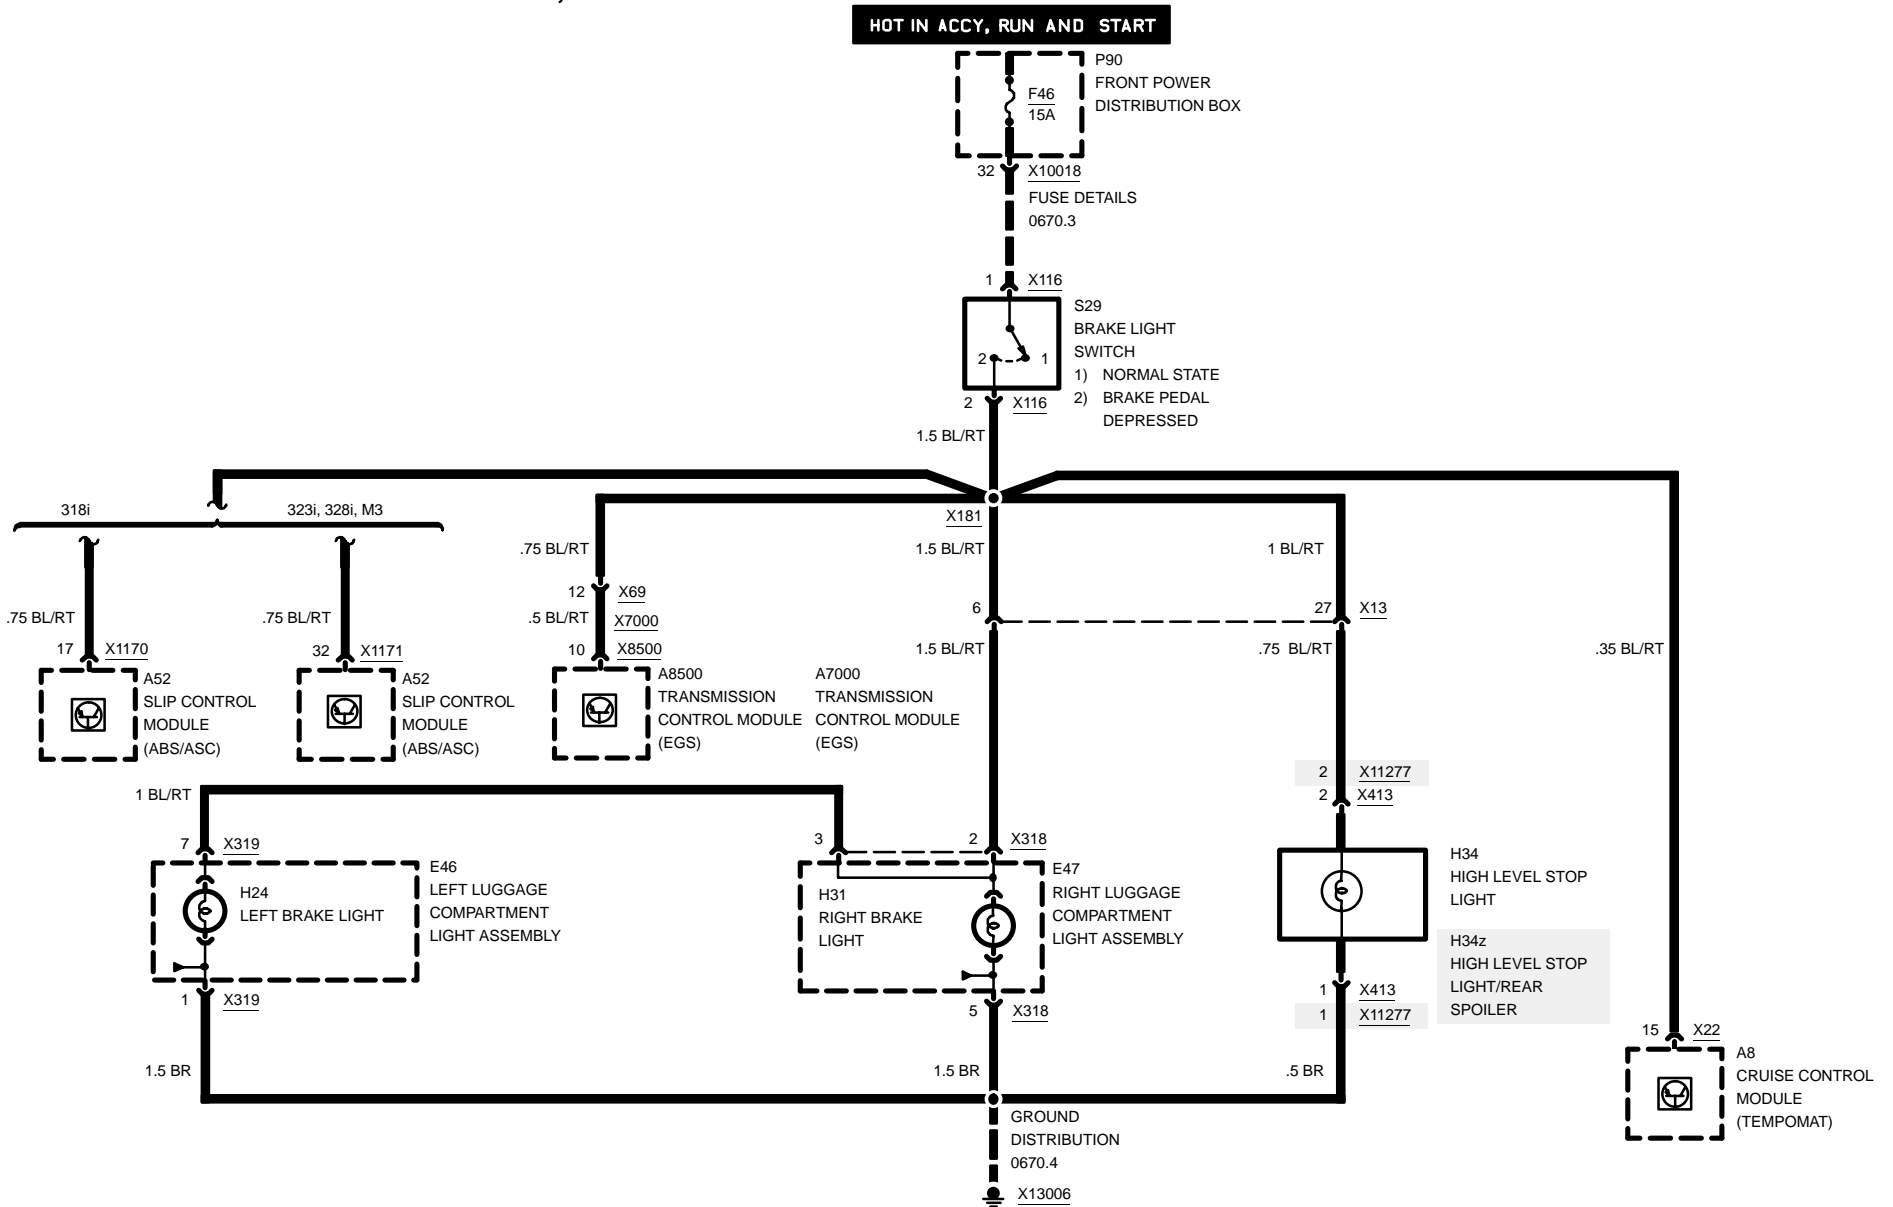 HOT IN ACCY, RUN AND START
P90
FRONT POWER
DISTRIBUTION BOX
F46
15A
32 X10018
FUSE DETAILS
0670.3
1 X116
S29
BRAKE LIGHT
SWITCH
1) NORMAL STATE
2) BRAKE PEDAL
DEPRESSED
2 1
2 X116
1.5 BL/RT
318i
323i, 328i, M3
X181
.75 BL/RT
1.5 BL/RT
1 BL/RT
12 X69
.5 BL/RT X7000
10 X8500
6
27 X13
.75 BL/RT
.75 BL/RT
17 X1170
32 X1171
1.5 BL/RT
.75 BL/RT
.35 BL/RT
A52
SLIP CONTROL
MODULE
(ABS/ASC)
A52
SLIP CONTROL
MODULE
(ABS/ASC)
A8500
TRANSMISSION
CONTROL MODULE
(EGS)
A7000
TRANSMISSION
CONTROL MODULE
(EGS)
2 X11277
2 X413
1 BL/RT
7 X319
3
2 X318
E46
LEFT LUGGAGE
COMPARTMENT
LIGHT ASSEMBLY
H24
LEFT BRAKE LIGHT
H31
RIGHT BRAKE
LIGHT
E47
RIGHT LUGGAGE
COMPARTMENT
LIGHT ASSEMBLY
H34
HIGH LEVEL STOP
LIGHT
H34z
HIGH LEVEL STOP
LIGHT/REAR
SPOILER
1 X319
5 X318
1 X413
1 X11277
15 X22
A8
CRUISE CONTROL
MODULE
(TEMPOMAT)
1.5 BR
1.5 BR
.5 BR
GROUND
DISTRIBUTION
0670.4
X13006